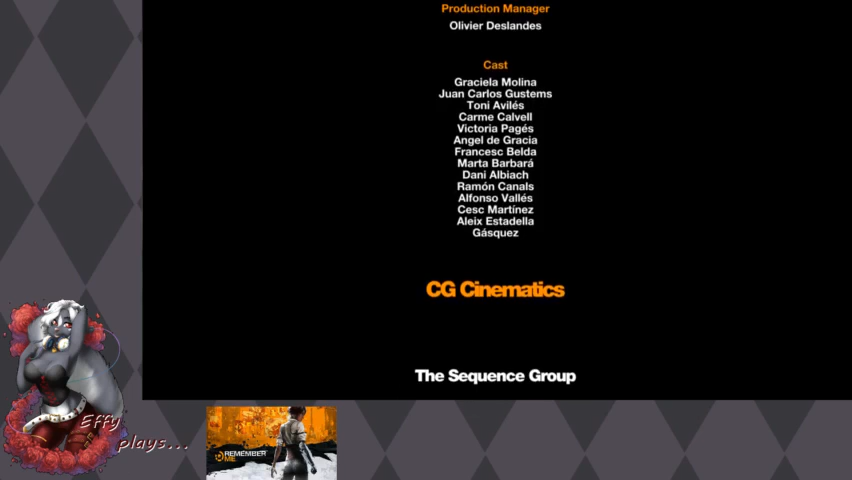 Production Manager
Olivier Deslandes
Cast
Graciela Molina
Juan Carlos Gustems
Toni Avilés
Carme Calvell
Victoria Pagés
Angel de Gracia
Francesc Belda
Marta Barbará
Dani Albiach
Ramón Canals
Alfonso Vallés
Cesc Martínez
Aleix Estadella
Gásquez
CG Cinematics
The Sequence Group
Effy
plays...
REMEMBER
ME